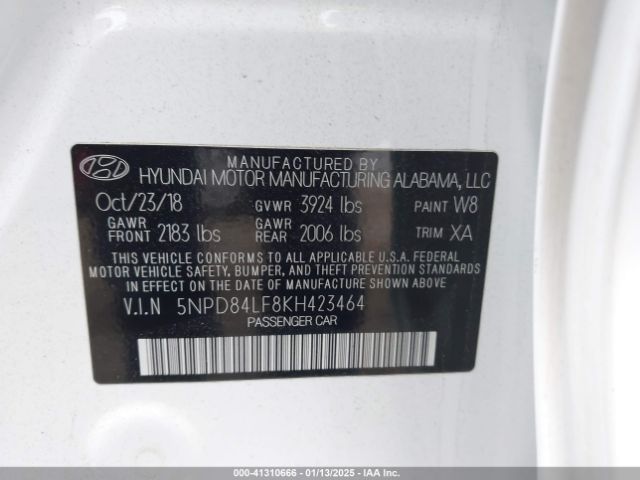 MANUFACTURED BY
HYUNDAI MOTOR MANUFACTURING ALABAMA, LLC
Oct/23/18 GVWR 3924 lbs PAINT W8
GAWR FRONT 2183 lbs GAWR REAR 2006 lbs TRIM XA
THIS VEHICLE CONFORMS TO ALL APPLICABLE U.S.A. FEDERAL
MOTOR VEHICLE SAFETY, BUMPER, AND THEFT PREVENTION
STANDARDS IN EFFECT ON THE DATE OF MANUFACTURE SHOWN ABOVE.
V.I.N 5NPD84LF8KH423464
PASSENGER CAR
000-41310666 - 01/13/2025 - IAAI.COM